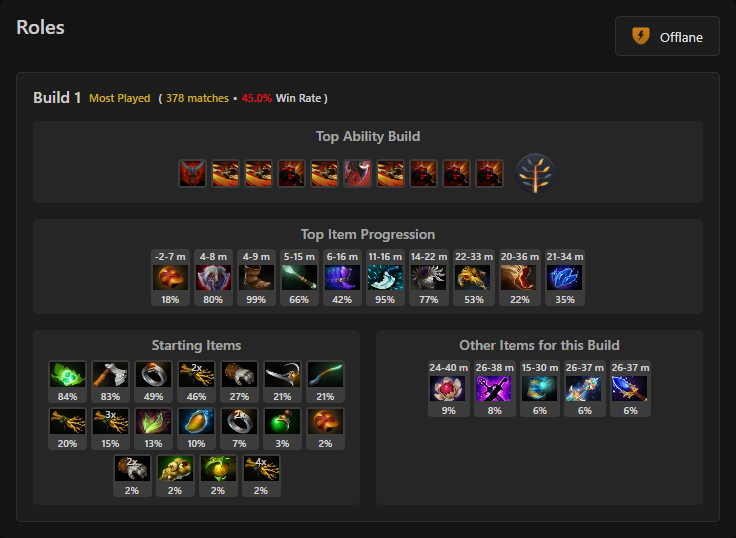 Roles
Offlane
Build 1 Most Played ( 378 matches • 45.0% Win Rate )
Top Ability Build
Top Item Progression
-2-7 m 4-8 m 4-9 m 5-15 m 6-16 m 11-16 m 14-22 m 22-33 m 20-36 m 21-34 m
18% 80% 99% 66% 42% 95% 77% 53% 22% 35%
Starting Items
2x
84% 83% 49% 46% 27% 21% 21%
3x 2x
20% 15% 13% 10% 7% 3% 2%
2x 4x
2% 2% 2% 2%
Other Items for this Build
24-40 m 26-38 m 15-30 m 26-37 m 26-37 m
9% 8% 6% 6% 6%